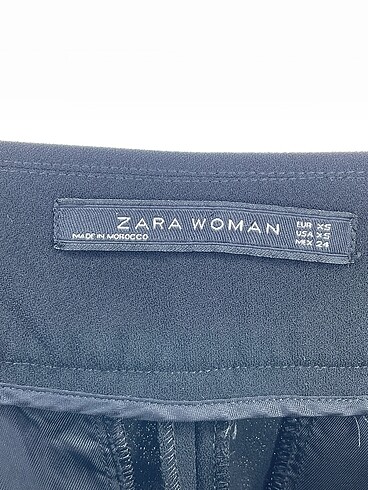 ZARA WOMAN
MADE IN MOROCCO
EUR XS
USA XS
MEX 24